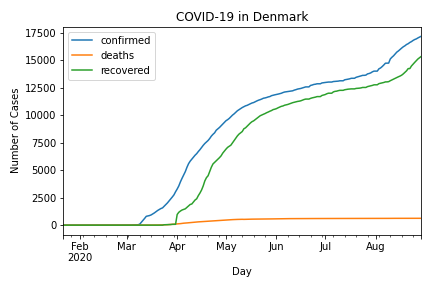 COVID-19 in Denmark
17500
15000
12500
10000
7500
5000
2500
0
Number of Cases
confirmed
deaths
recovered
Feb
2020
Mar
Apr
May
Jun
Jul
Aug
Day